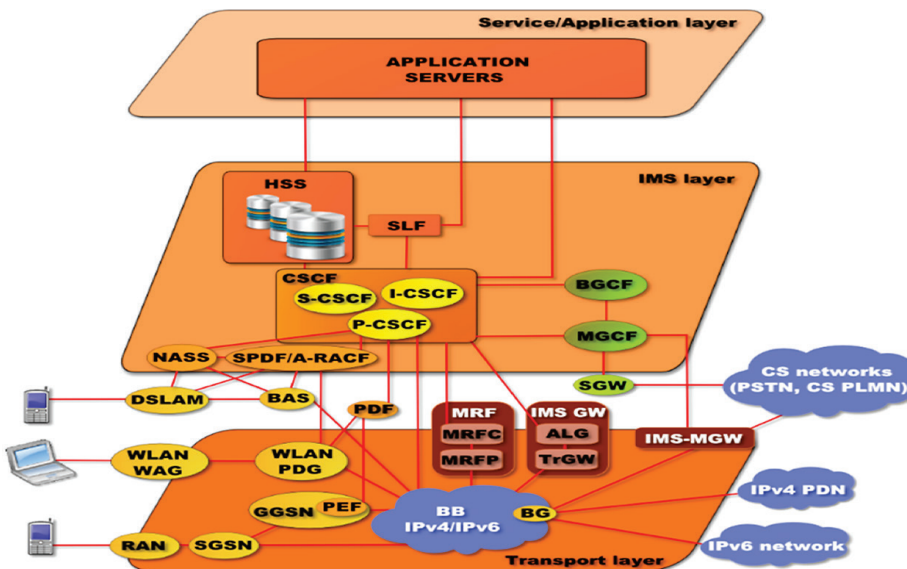 Service/Application layer
APPLICATION
SERVERS
HSS
IMS layer
SLF
CSCF
S-CSCF
I-CSCF
BGCF
P-CSCF
MGCF
NASS
SPDF/A-RACF
CS networks
(PSTN, CS PLMN)
SGW
DSLAM
BAS
PDF
MRF
IMS GW
MRFC
ALG
IMS-MGW
WLAN
WAG
WLAN
PDG
MRFP
TrGW
IPv4 PDN
GGSN
PEF
BB
IPv4/IPv6
BG
RAN
SGSN
IPv6 network
Transport layer